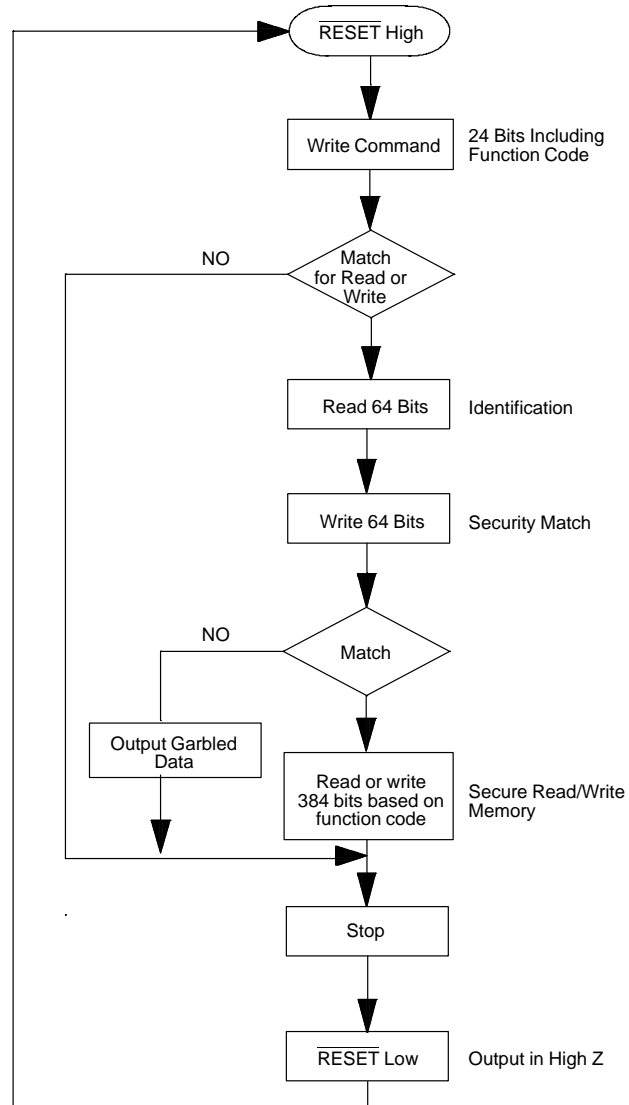 RESET High
Write Command
24 Bits Including
Function Code
NO
Match
for Read or
Write
Read 64 Bits
Identification
Write 64 Bits
Security Match
NO
Match
Output Garbled
Data
Read or write
384 bits based on
function code
Secure Read/Write
Memory
Stop
RESET Low
Output in High Z